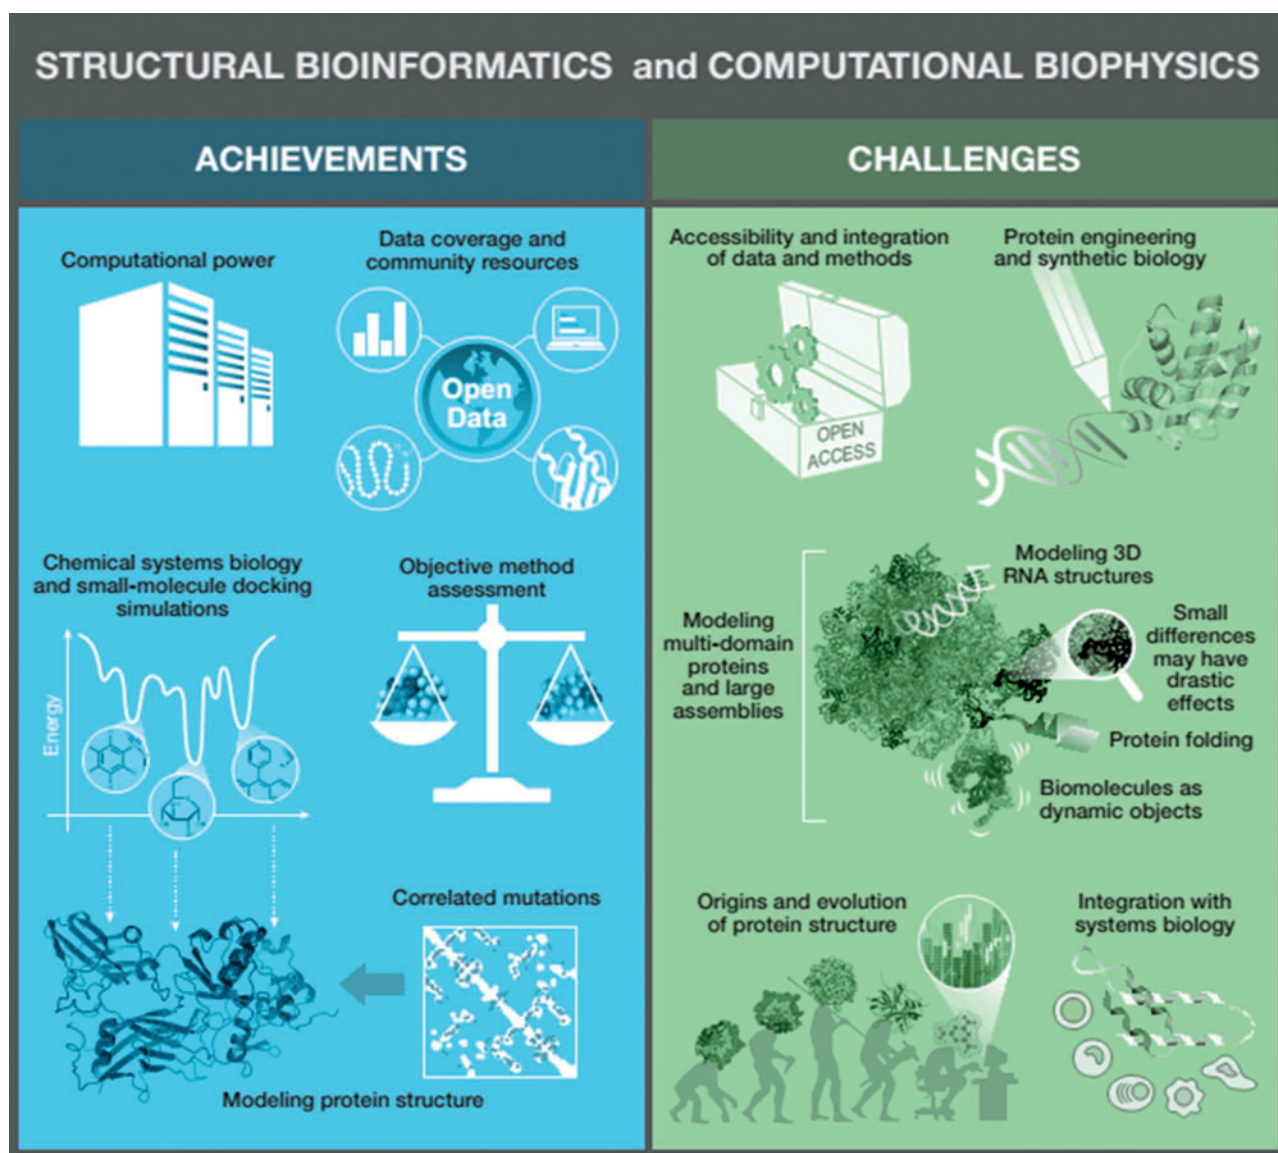 STRUCTURAL BIOINFORMATICS and COMPUTATIONAL BIOPHYSICS
ACHIEVEMENTS
Computational power
Data coverage and
community resources
Open
Data
Chemical systems biology
and small-molecule docking
simulations
Energy
Objective method
assessment
Correlated mutations
Modeling protein structure
CHALLENGES
Accessibility and integration
of data and methods
OPEN
ACCESS
Protein engineering
and synthetic biology
Modeling
multi-domain
proteins
and large
assemblies
Modeling 3D
RNA structures
Small
differences
may have
drastic
effects
Protein folding
Biomolecules as
dynamic objects
Origins and evolution
of protein structure
Integration with
systems biology